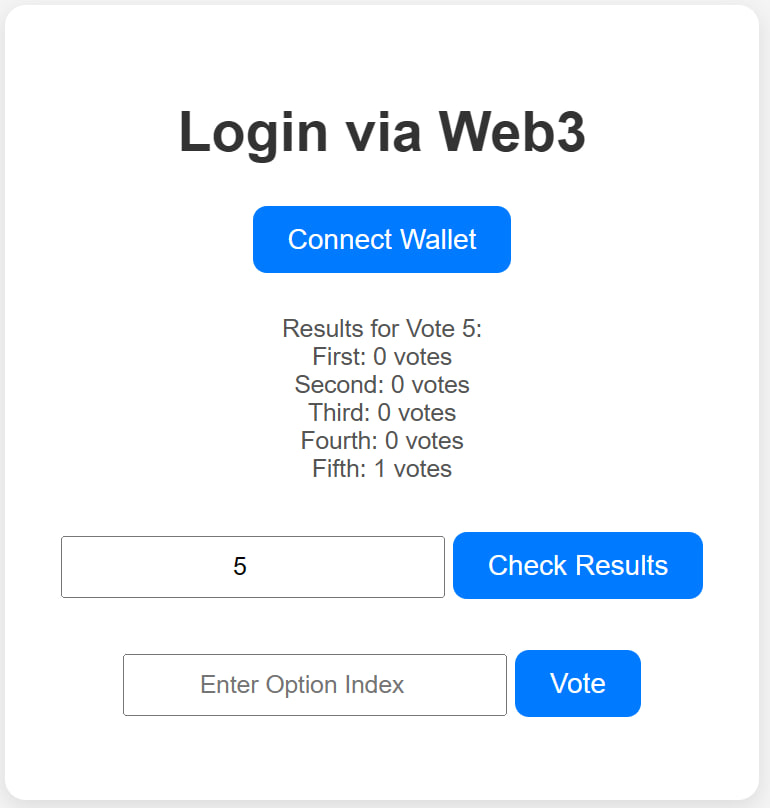 Login via Web3
Connect Wallet
Results for Vote 5:
First: 0 votes
Second: 0 votes
Third: 0 votes
Fourth: 0 votes
Fifth: 1 votes
5 Check Results
Enter Option Index Vote